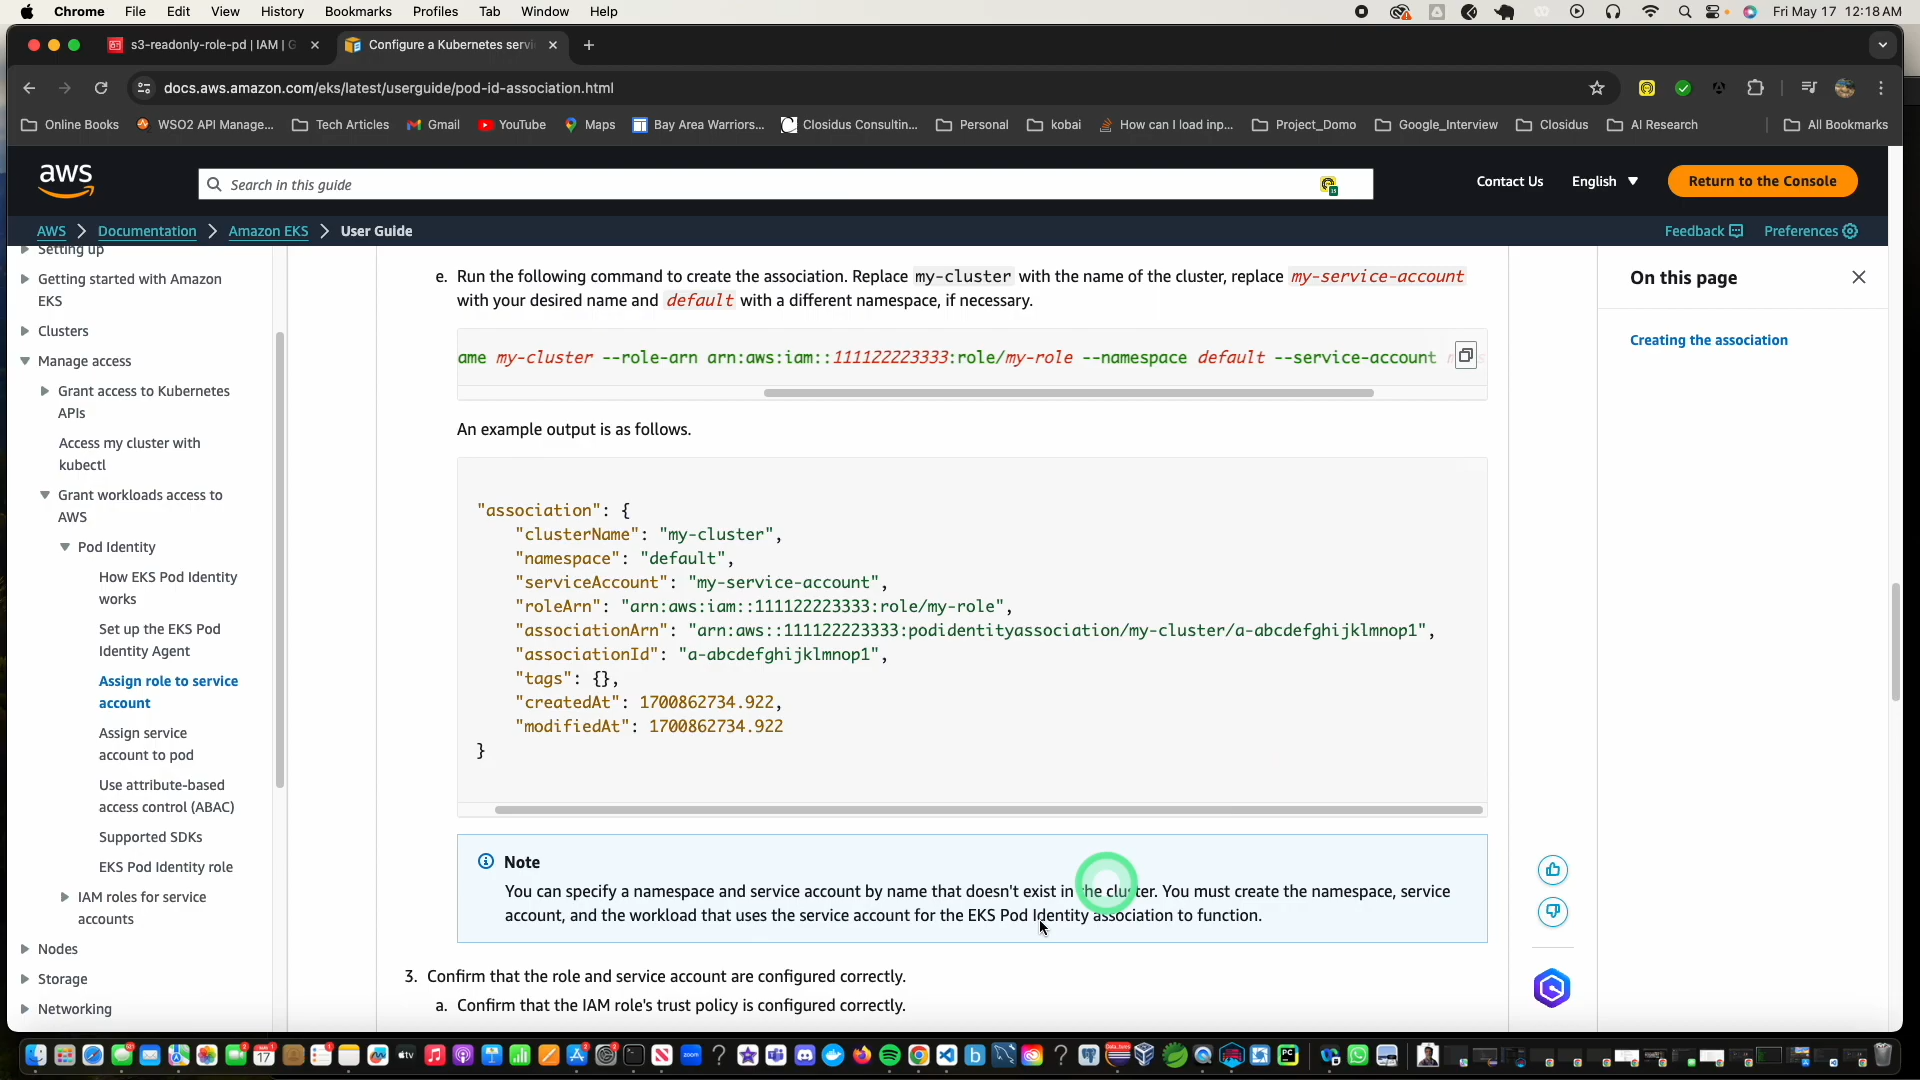 Chrome File Edit View History Bookmarks Profiles Tab Window Help Fri May 17 12:18 AM
s3-readonly-role-pd | IAM | G Configure a Kubernetes servi
docs.aws.amazon.com/eks/latest/userguide/pod-id-association.html
Online Books WSO2 API Manage... Tech Articles Gmail YouTube Maps Bay Area Warriors... Closidus Consultin... Personal kobai How can I load inp... Project_Domo Google_Interview Closidus AI Research All Bookmarks
aws Search in this guide Contact Us English Return to the Console
AWS Documentation Amazon EKS User Guide Feedback Preferences
Setting up
Getting started with Amazon
EKS
Clusters
Manage access
Grant access to Kubernetes
APIs
Access my cluster with
kubectl
Grant workloads access to
AWS
Pod Identity
How EKS Pod Identity
works
Set up the EKS Pod
Identity Agent
Assign role to service
account
Assign service
account to pod
Use attribute-based
access control (ABAC)
Supported SDKs
EKS Pod Identity role
IAM roles for service
accounts
Nodes
Storage
Networking
e. Run the following command to create the association. Replace my-cluster with the name of the cluster, replace my-service-account
with your desired name and default with a different namespace, if necessary.
ame my-cluster --role-arn arn:aws:iam::111122223333:role/my-role --namespace default --service-account
An example output is as follows.
"association": {
"clusterName": "my-cluster",
"namespace": "default",
"serviceAccount": "my-service-account",
"roleArn": "arn:aws:iam::111122223333:role/my-role",
"associationArn": "arn:aws::111122223333:podidentityassociation/my-cluster/a-abcdefghijklmnop1",
"associationId": "a-abcdefghijklmnop1",
"tags": {},
"createdAt": 1700862734.922,
"modifiedAt": 1700862734.922
}
Note
You can specify a namespace and service account by name that doesn't exist in the cluster. You must create the namespace, service
account, and the workload that uses the service account for the EKS Pod Identity association to function.
3. Confirm that the role and service account are configured correctly.
a. Confirm that the IAM role's trust policy is configured correctly.
On this page
Creating the association